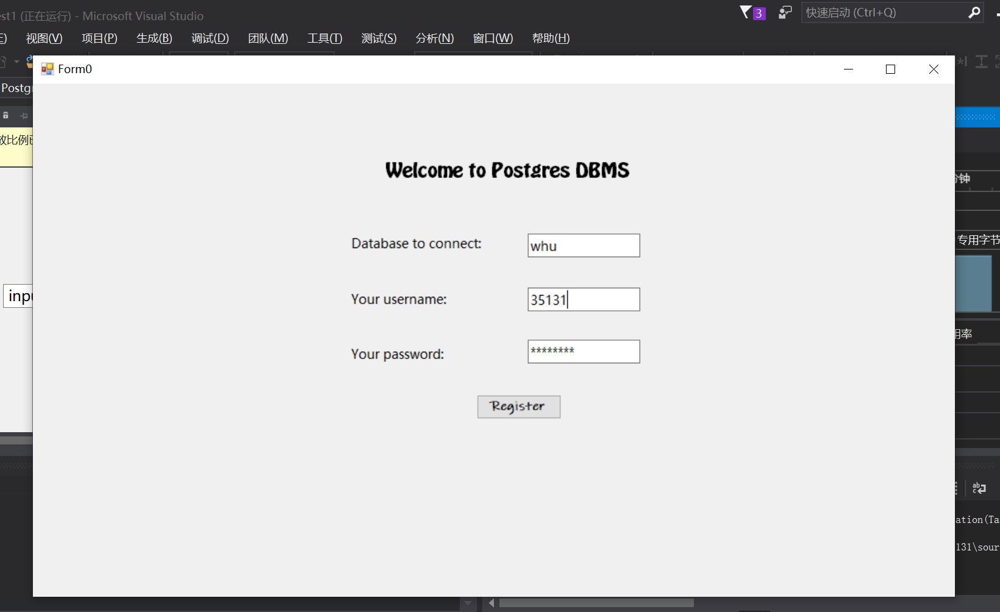 est1 (正在运行) - Microsoft Visual Studio
3
快速启动 (Ctrl+Q)
E) 视图(V) 项目(P) 生成(B) 调试(D) 团队(M) 工具(T) 测试(S) 分析(N) 窗口(W) 帮助(H)
Form0
Postgr
放比例已
Welcome to Postgres DBMS
分钟
Database to connect: whu
专用字节
inpu
Your username: 35131
用率
Your password: ********
Register
ation(Ta
131\sour